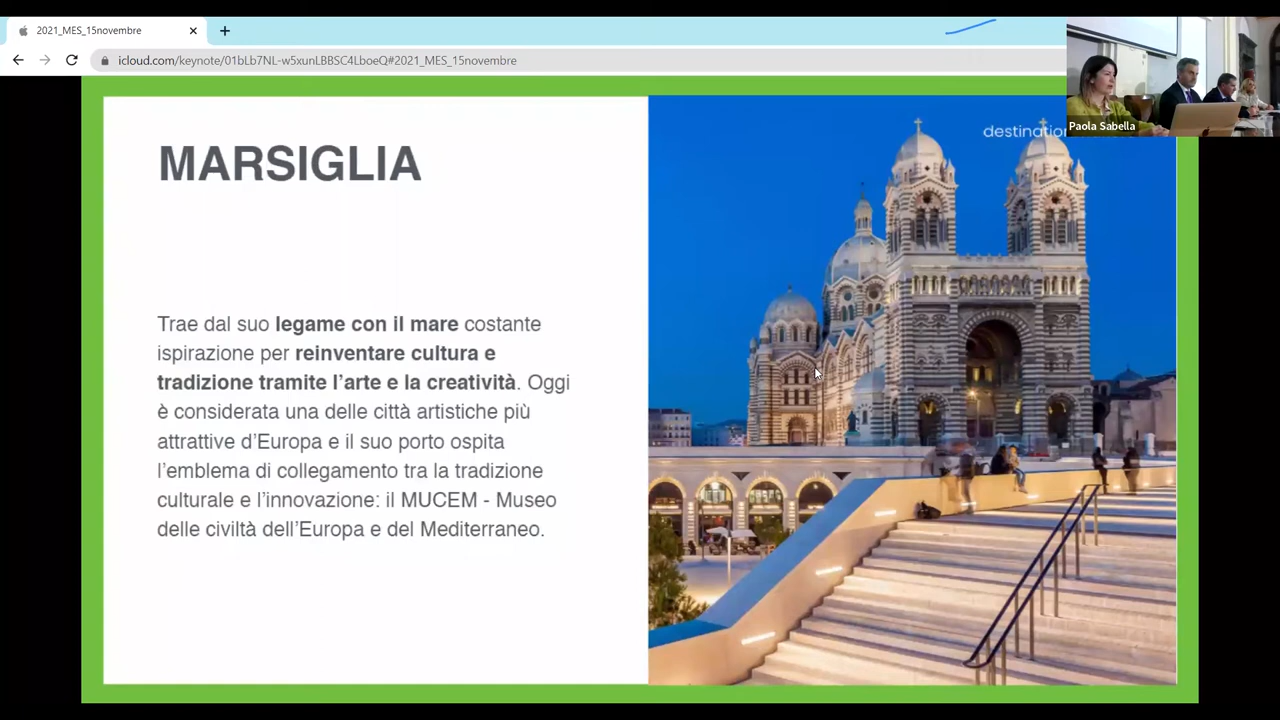 2021_MES_15novembre
icloud.com/keynote/01bLb7NL-w5xunLBBSC4LboeQ#2021_MES_15novembre
Paola Sabella
MARSIGLIA
Trae dal suo legame con il mare costante
ispirazione per reinventare cultura e
tradizione tramite l'arte e la creatività. Oggi
è considerata una delle città artistiche più
attrattive d'Europa e il suo porto ospita
l'emblema di collegamento tra la tradizione
culturale e l'innovazione: il MUCEM - Museo
delle civiltà dell'Europa e del Mediterraneo.